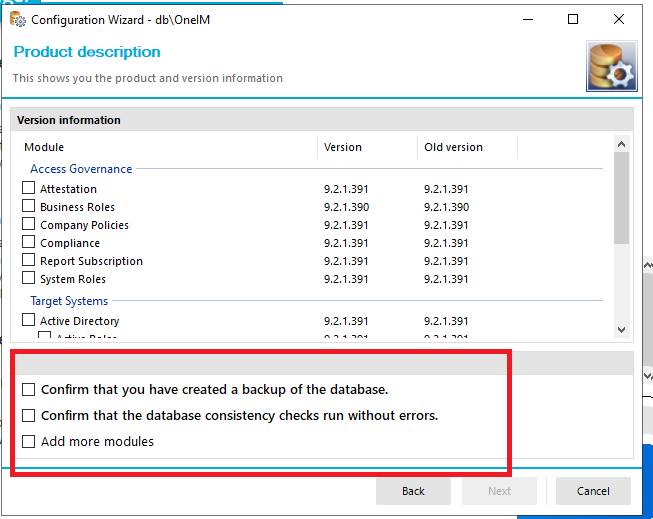 Configuration Wizard - db\OneIM
Product description
This shows you the product and version information
Version information
Module Version Old version
Access Governance
Attestation 9.2.1.391 9.2.1.391
Business Roles 9.2.1.390 9.2.1.390
Company Policies 9.2.1.391 9.2.1.391
Compliance 9.2.1.391 9.2.1.391
Report Subscription 9.2.1.391 9.2.1.391
System Roles 9.2.1.391 9.2.1.391
Target Systems
Active Directory 9.2.1.391 9.2.1.391
Confirm that you have created a backup of the database.
Confirm that the database consistency checks run without errors.
Add more modules
Back Next Cancel